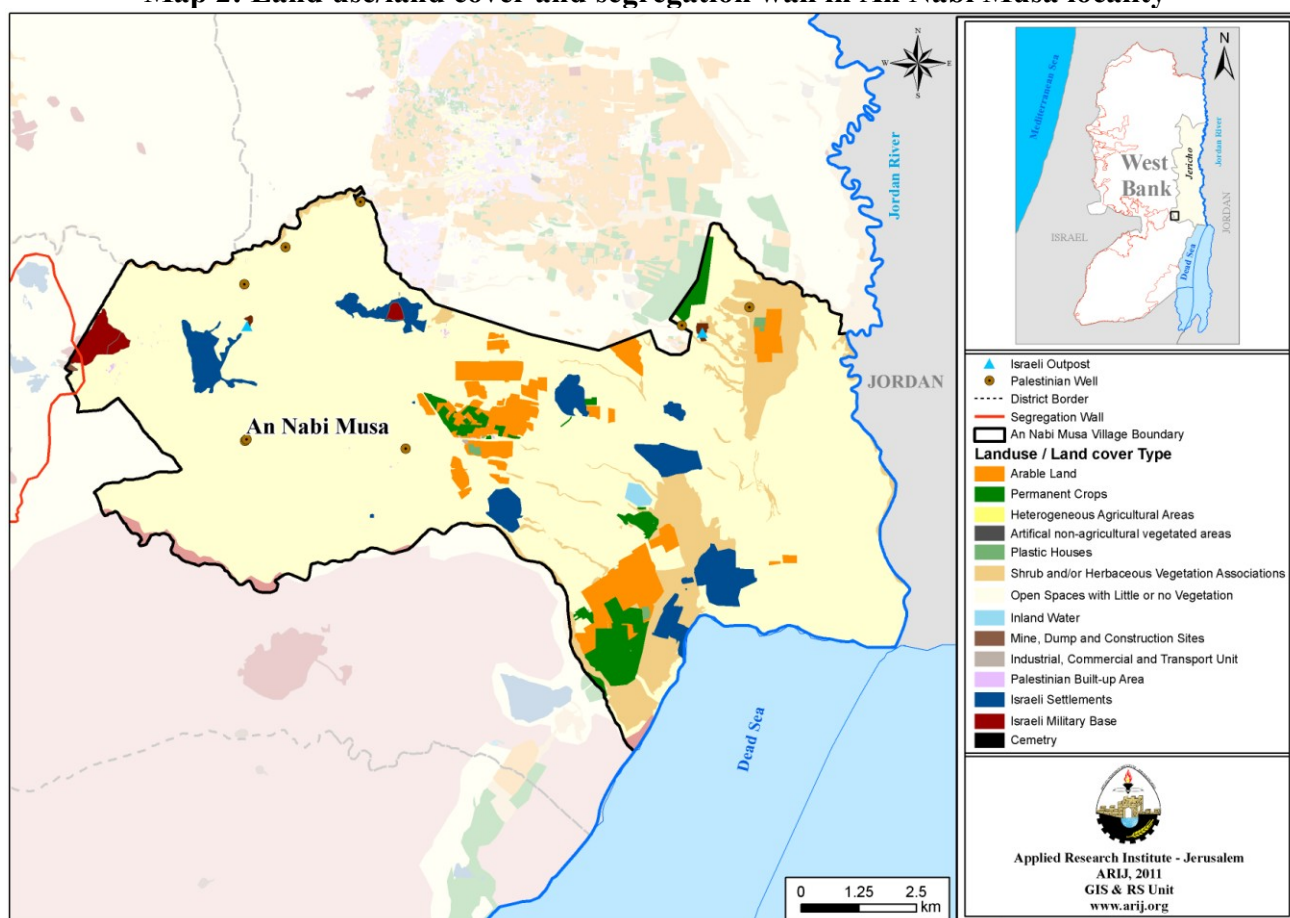 Map 2: Land use/land cover and segregation wall in An Nabi Musa locality
N
W
E
S
Jordan River
JORDAN
An Nabi Musa
Dead Sea
0 1.25 2.5
km
N
Mediterranean Sea
West
Bank
Jericho
Jordan River
ISRAEL
JORDAN
Dead Sea
Israeli Outpost
Palestinian Well
District Border
Segregation Wall
An Nabi Musa Village Boundary
Landuse / Land cover Type
Arable Land
Permanent Crops
Heterogeneous Agricultural Areas
Artifical non-agricultural vegetated areas
Plastic Houses
Shrub and/or Herbaceous Vegetation Associations
Open Spaces with Little or no Vegetation
Inland Water
Mine, Dump and Construction Sites
Industrial, Commercial and Transport Unit
Palestinian Built-up Area
Israeli Settlements
Israeli Military Base
Cemetry
Applied Research Institute - Jerusalem
ARIJ, 2011
GIS & RS Unit
www.arij.org